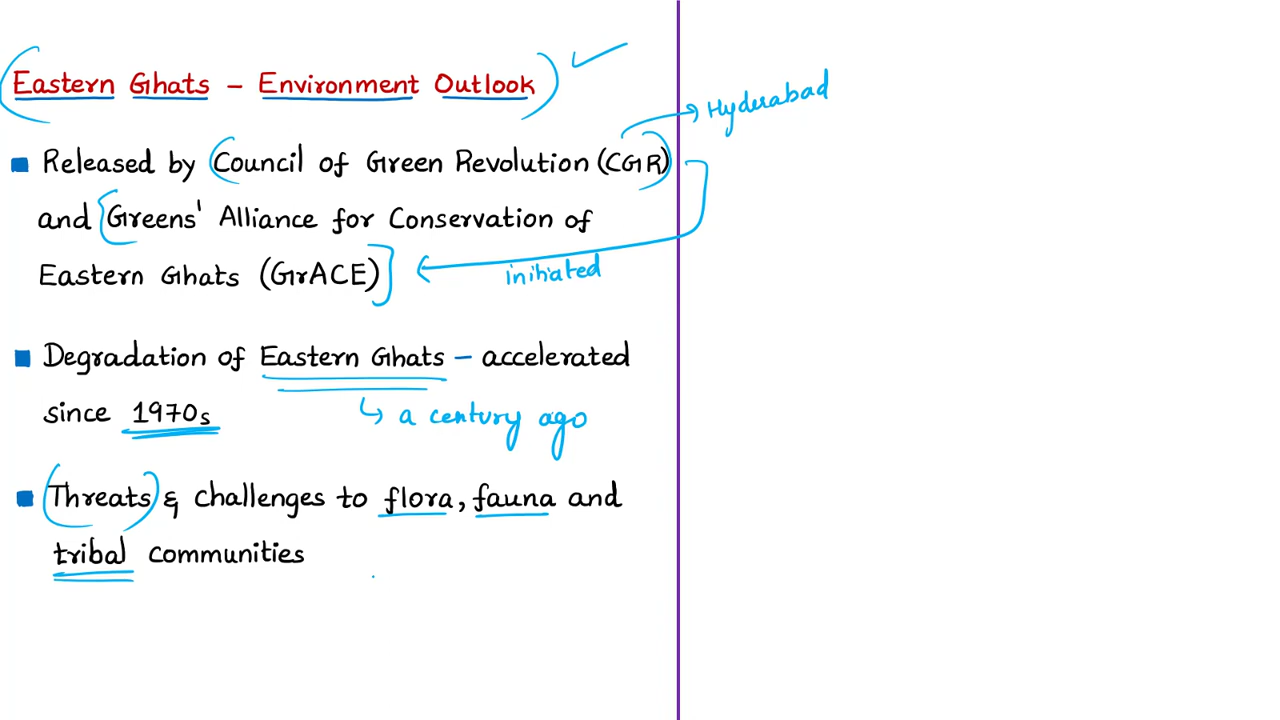 Eastern Ghats - Environment Outlook
Hyderabad
Released by Council of Green Revolution (CGR)
and Greens' Alliance for Conservation of
Eastern Ghats (GrACE)
initiated
Degradation of Eastern Ghats - accelerated
since 1970s
a century ago
Threats & challenges to flora, fauna and
tribal communities